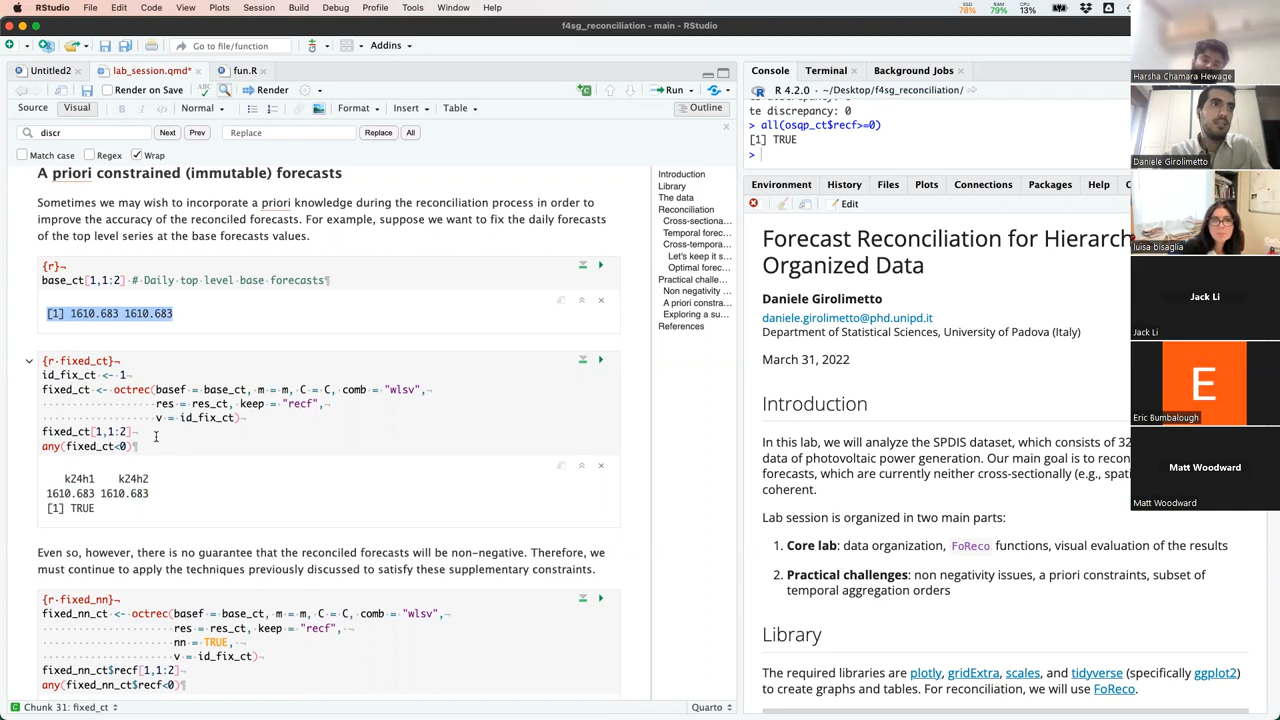 RStudio File Edit Code View Plots Session Build Debug Profile Tools Window Help
SSD 78% RAM 79% CPU 13%
f4sg_reconciliation - main - RStudio
Go to file/function Addins
Untitled2 lab_session.qmd* fun.R
Render on Save Render Run
Source Visual Normal Format Insert Table Outline
discr Next Prev Replace Replace All
Match case Regex Wrap
A priori constrained (immutable) forecasts
Sometimes we may wish to incorporate a priori knowledge during the reconciliation process in order to
improve the accuracy of the reconciled forecasts. For example, suppose we want to fix the daily forecasts
of the top level series at the base forecasts values.
{r}¬
base_ct[1,1:2]·#·Daily·top·level·base·forecasts¶
[1] 1610.683 1610.683
{r·fixed_ct}¬
id_fix_ct·<-·1¬
fixed_ct·<-·octrec(basef·=·base_ct,·m·=·m,·C·=·C,·comb·=·"wlsv",¬
res·=·res_ct,·keep·=·"recf",¬
v·=·id_fix_ct)¬
fixed_ct[1,1:2]¬
any(fixed_ct<0)¶
k24h1 k24h2
1610.683 1610.683
[1] TRUE
Even so, however, there is no guarantee that the reconciled forecasts will be non-negative. Therefore, we
must continue to apply the techniques previously discussed to satisfy these supplementary constraints.
{r·fixed_nn}¬
fixed_nn_ct·<-·octrec(basef·=·base_ct,·m·=·m,·C·=·C,·comb·=·"wlsv",¬
res·=·res_ct,·keep·=·"recf",¬
nn·=·TRUE,¬
v·=·id_fix_ct)¬
fixed_nn_ct$recf[1,1:2]¬
any(fixed_nn_ct$recf<0)¶
Chunk 31: fixed_ct Quarto
Introduction
Library
The data
Reconciliation
Cross-sectiona...
Temporal forec...
Cross-tempora...
Let's keep it s...
Optimal forec...
Practical challe...
Non negativity ...
A priori constra...
Exploring a su...
References
Console Terminal Background Jobs
R 4.2.0 · ~/Desktop/f4sg_reconciliation/
te discrepancy: 0
> all(osqp_ct$recf>=0)
[1] TRUE
>
Environment History Files Plots Connections Packages Help
Edit
Forecast Reconciliation for Hierarch
Organized Data
Daniele Girolimetto
daniele.girolimetto@phd.unipd.it
Department of Statistical Sciences, University of Padova (Italy)
March 31, 2022
Introduction
In this lab, we will analyze the SPDIS dataset, which consists of 32
data of photovoltaic power generation. Our main goal is to recon
forecasts, which are currently neither cross-sectionally (e.g., spati
coherent.
Lab session is organized in two main parts:
1. Core lab: data organization, FoReco functions, visual evaluation of the results
2. Practical challenges: non negativity issues, a priori constraints, subset of
temporal aggregation orders
Library
The required libraries are plotly, gridExtra, scales, and tidyverse (specifically ggplot2)
to create graphs and tables. For reconciliation, we will use FoReco.
Harsha Chamara Hewage
Daniele Girolimetto
luisa bisaglia
Jack Li
Jack Li
E
Eric Bumbalough
Matt Woodward
Matt Woodward